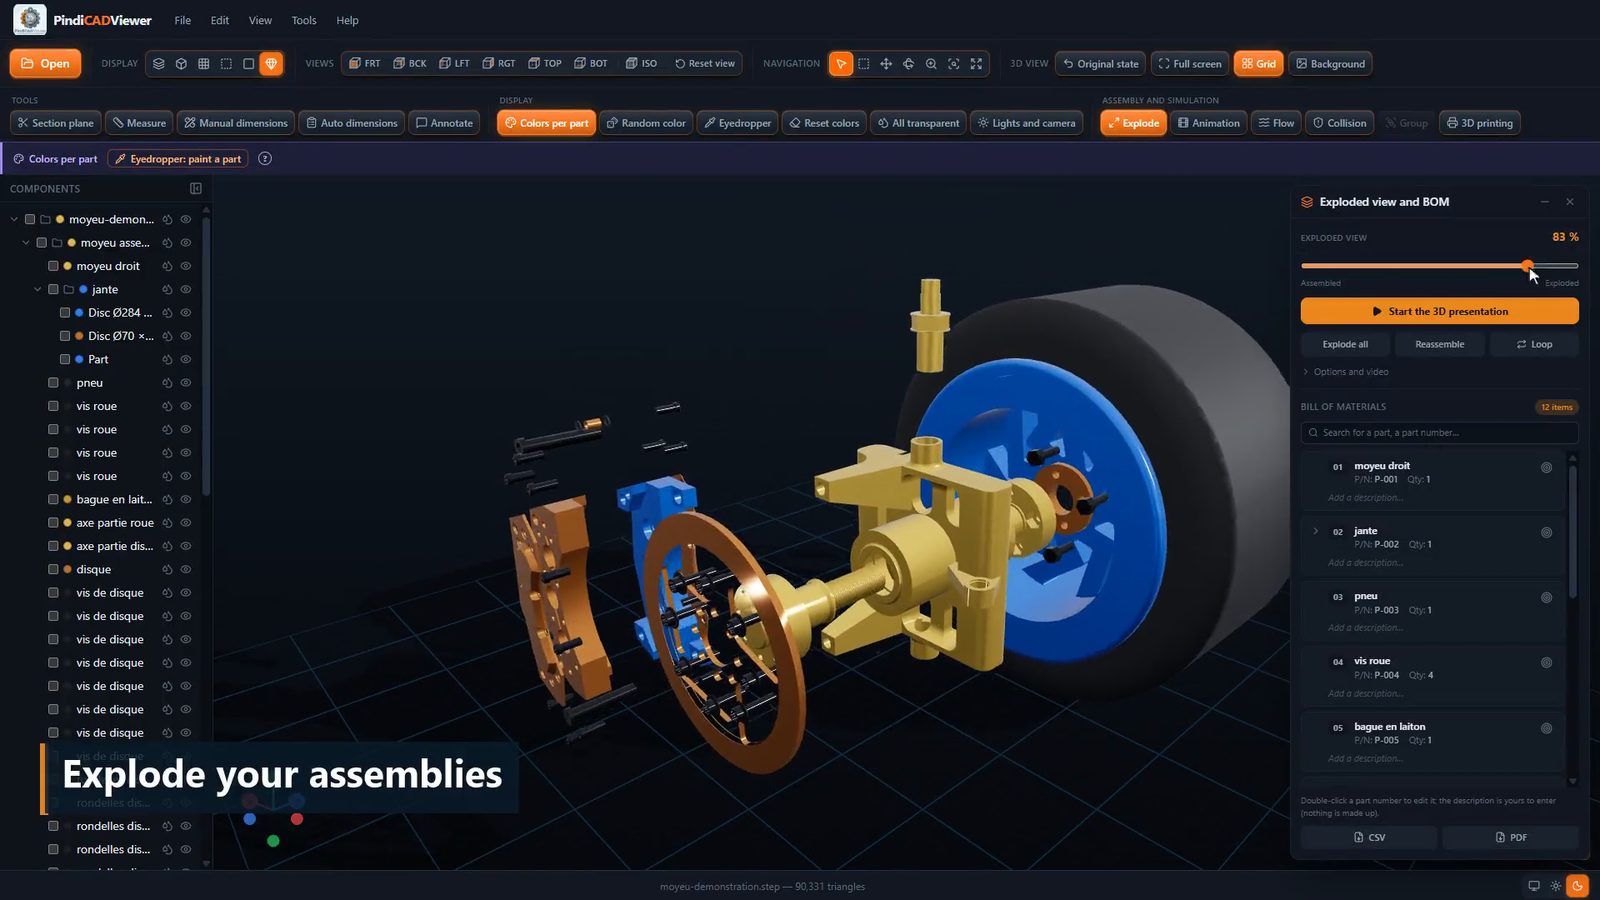 PindiCADViewer File Edit View Tools Help
Open DISPLAY VIEWS FRT BCK LFT RGT TOP BOT ISO Reset view NAVIGATION 3D VIEW Original state Full screen Grid Background
TOOLS DISPLAY ASSEMBLY AND SIMULATION
Section plane Measure Manual dimensions Auto dimensions Annotate Colors per part Random color Eyedropper Reset colors All transparent Lights and camera Explode Animation Flow Collision Group 3D printing
Colors per part Eyedropper: paint a part ?
COMPONENTS
moyeu-demon...
moyeu asse...
moyeu droit
jante
Disc Ø284 ...
Disc Ø70 ×...
Part
pneu
vis roue
vis roue
vis roue
vis roue
bague en lait...
axe partie roue
axe partie dis...
disque
vis de disque
vis de disque
vis de disque
vis de disque
vis de disque
vis de disque
vis de disque
vis de disque
Explode your assemblies
rondelles dis...
rondelles dis...
rondelles dis...
Exploded view and BOM
EXPLODED VIEW 83 %
Assembled Exploded
Start the 3D presentation
Explode all Reassemble Loop
Options and video
BILL OF MATERIALS 12 items
Search for a part, a part number...
01 moyeu droit
P/N: P-001 Qty: 1
Add a description...
02 jante
P/N: P-002 Qty: 1
Add a description...
03 pneu
P/N: P-003 Qty: 1
Add a description...
04 vis roue
P/N: P-004 Qty: 4
Add a description...
05 bague en laiton
P/N: P-005 Qty: 1
Add a description...
Double-click a part number to edit it; the description is yours to enter
(nothing is made up).
CSV PDF
moyeu-demonstration.step — 90,331 triangles